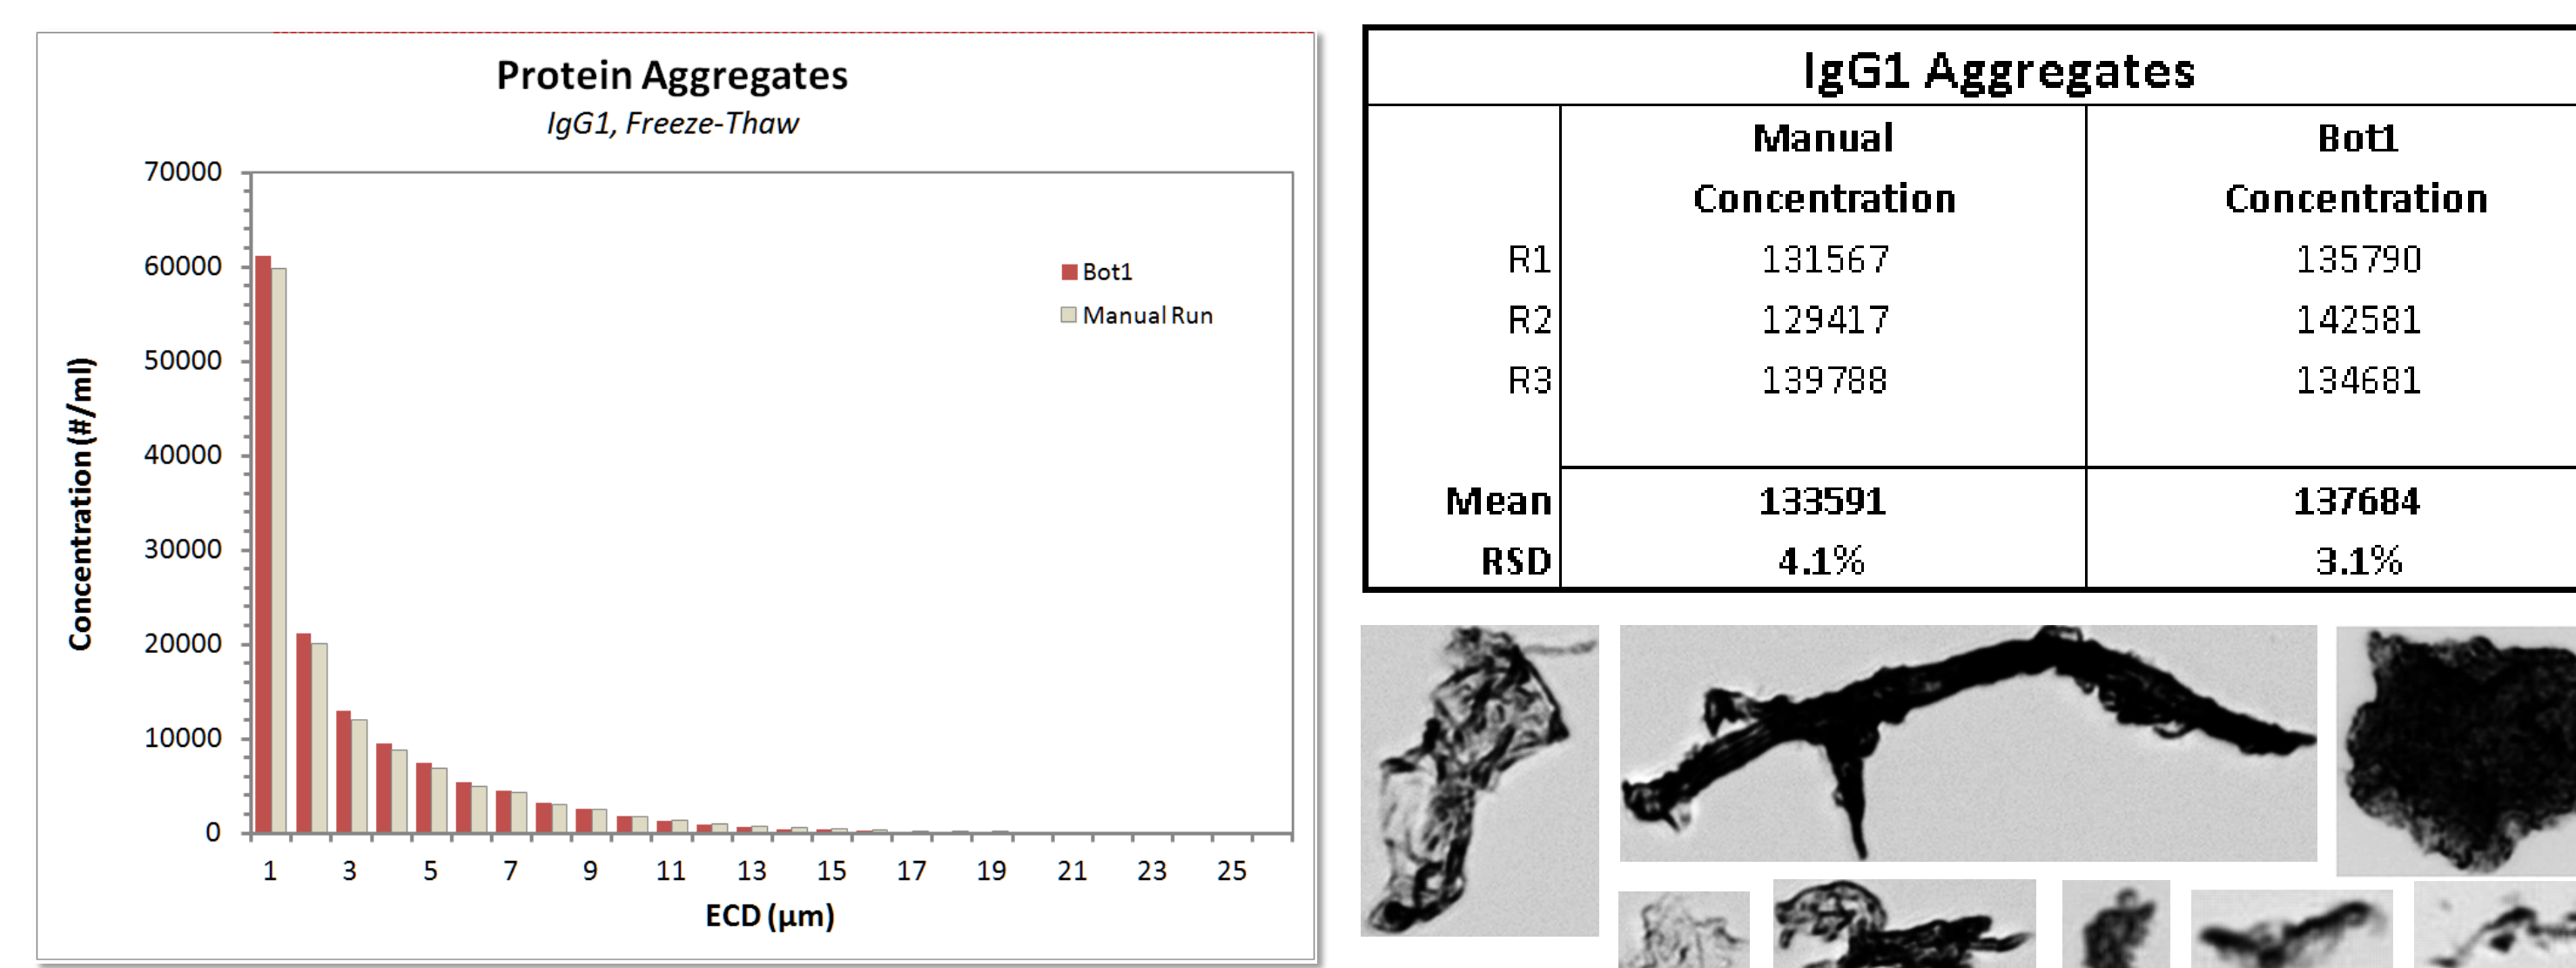 Protein Aggregates
IgG1, Freeze-Thaw
70000
60000
50000
40000
30000
20000
10000
0
Concentration (#/ml)
Bot1
Manual Run
1 3 5 7 9 11 13 15 17 19 21 23 25
ECD (µm)
IgG1 Aggregates
Manual Bot1
Concentration Concentration
R1 131567 135790
R2 129417 142581
R3 139788 134681
Mean 133591 137684
RSD 4.1% 3.1%